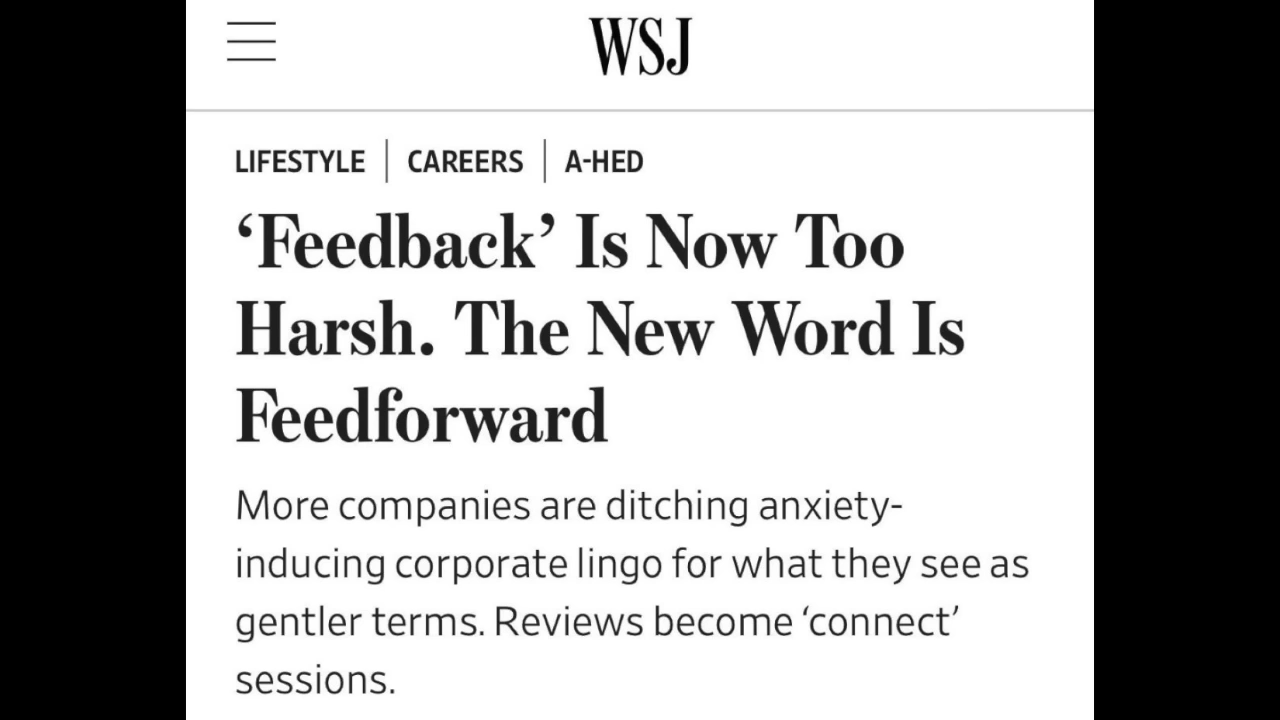 WSJ
LIFESTYLE | CAREERS | A-HED
‘Feedback’ Is Now Too
Harsh. The New Word Is
Feedforward
More companies are ditching anxiety-
inducing corporate lingo for what they see as
gentler terms. Reviews become ‘connect’
sessions.